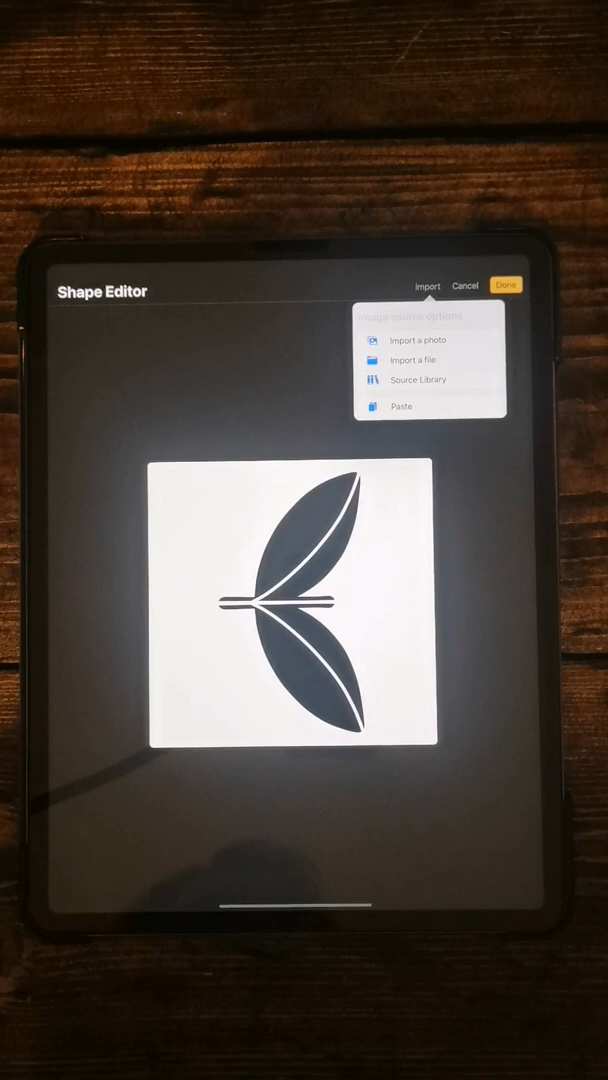 Shape Editor
Import Cancel Done
Image source options
Import a photo
Import a file
Source Library
Paste